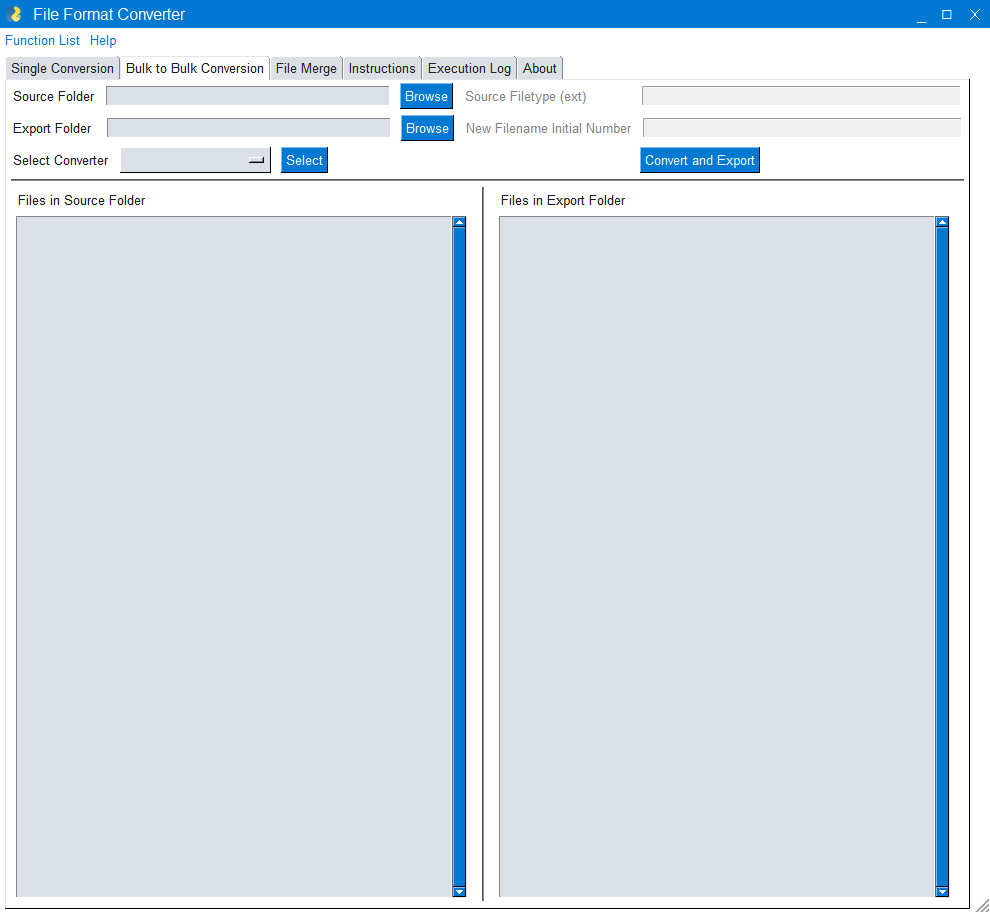 File Format Converter
Function List Help
Single Conversion Bulk to Bulk Conversion File Merge Instructions Execution Log About
Source Folder Browse Source Filetype (ext)
Export Folder Browse New Filename Initial Number
Select Converter Select Convert and Export
Files in Source Folder Files in Export Folder